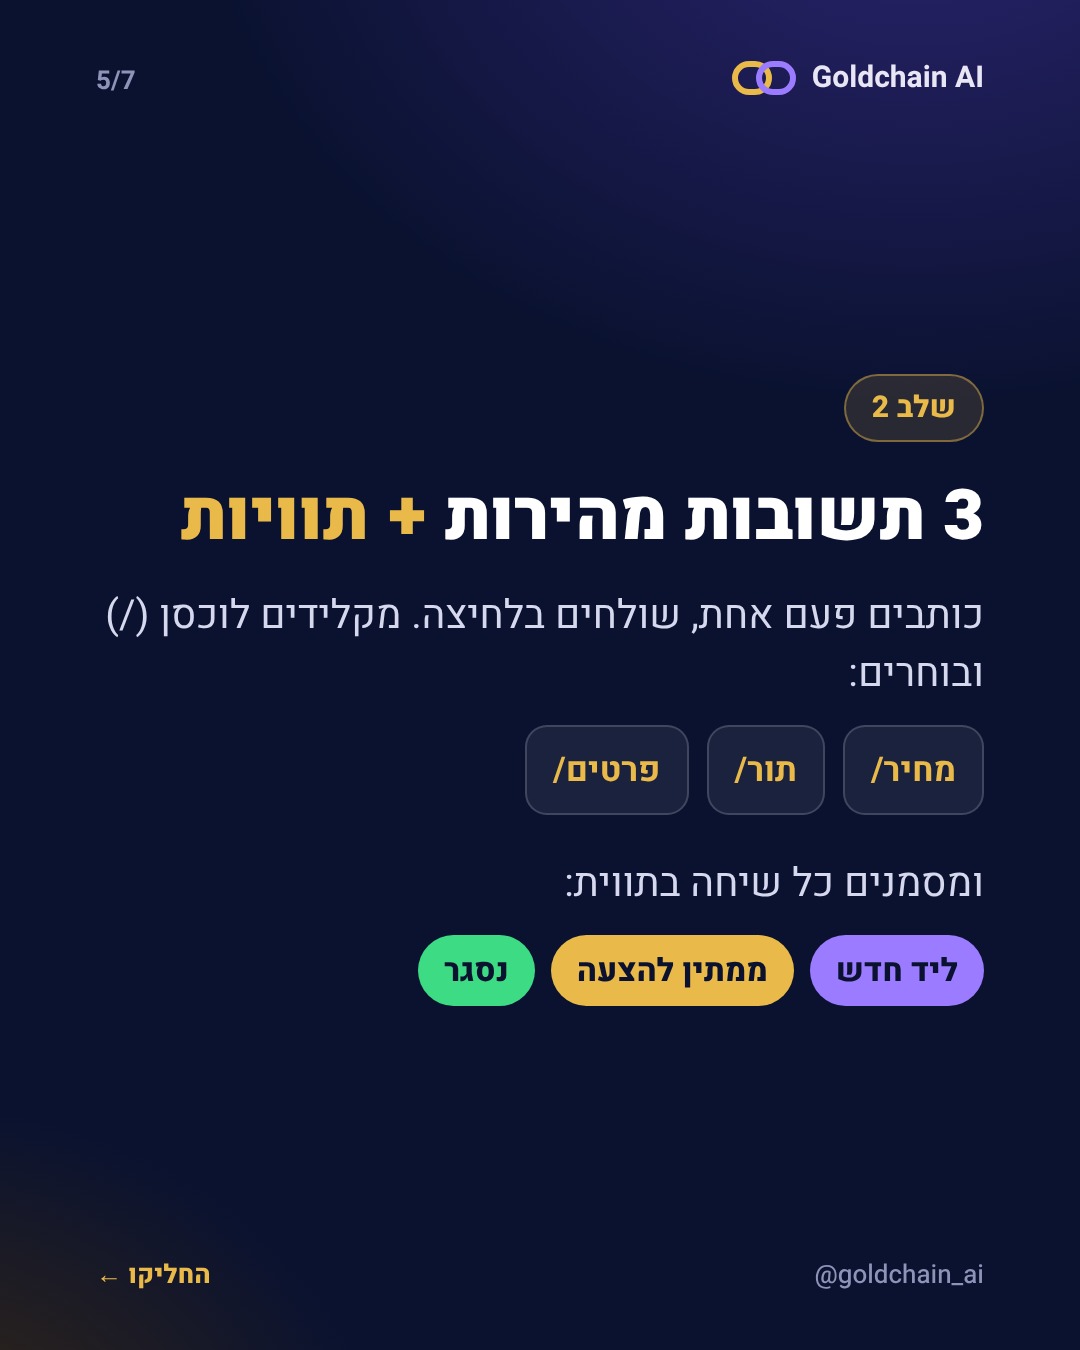 Goldchain AI
5/7
שלב 2
3 תשובות מהירות + תוויות
כותבים פעם אחת, שולחים בלחיצה. מקלידים לוכסן (/)
ובוחרים:
מחיר/
תור/
פרטים/
ומסמנים כל שיחה בתווית:
ליד חדש
ממתין להצעה
נסגר
@goldchain_ai
החליקו ←